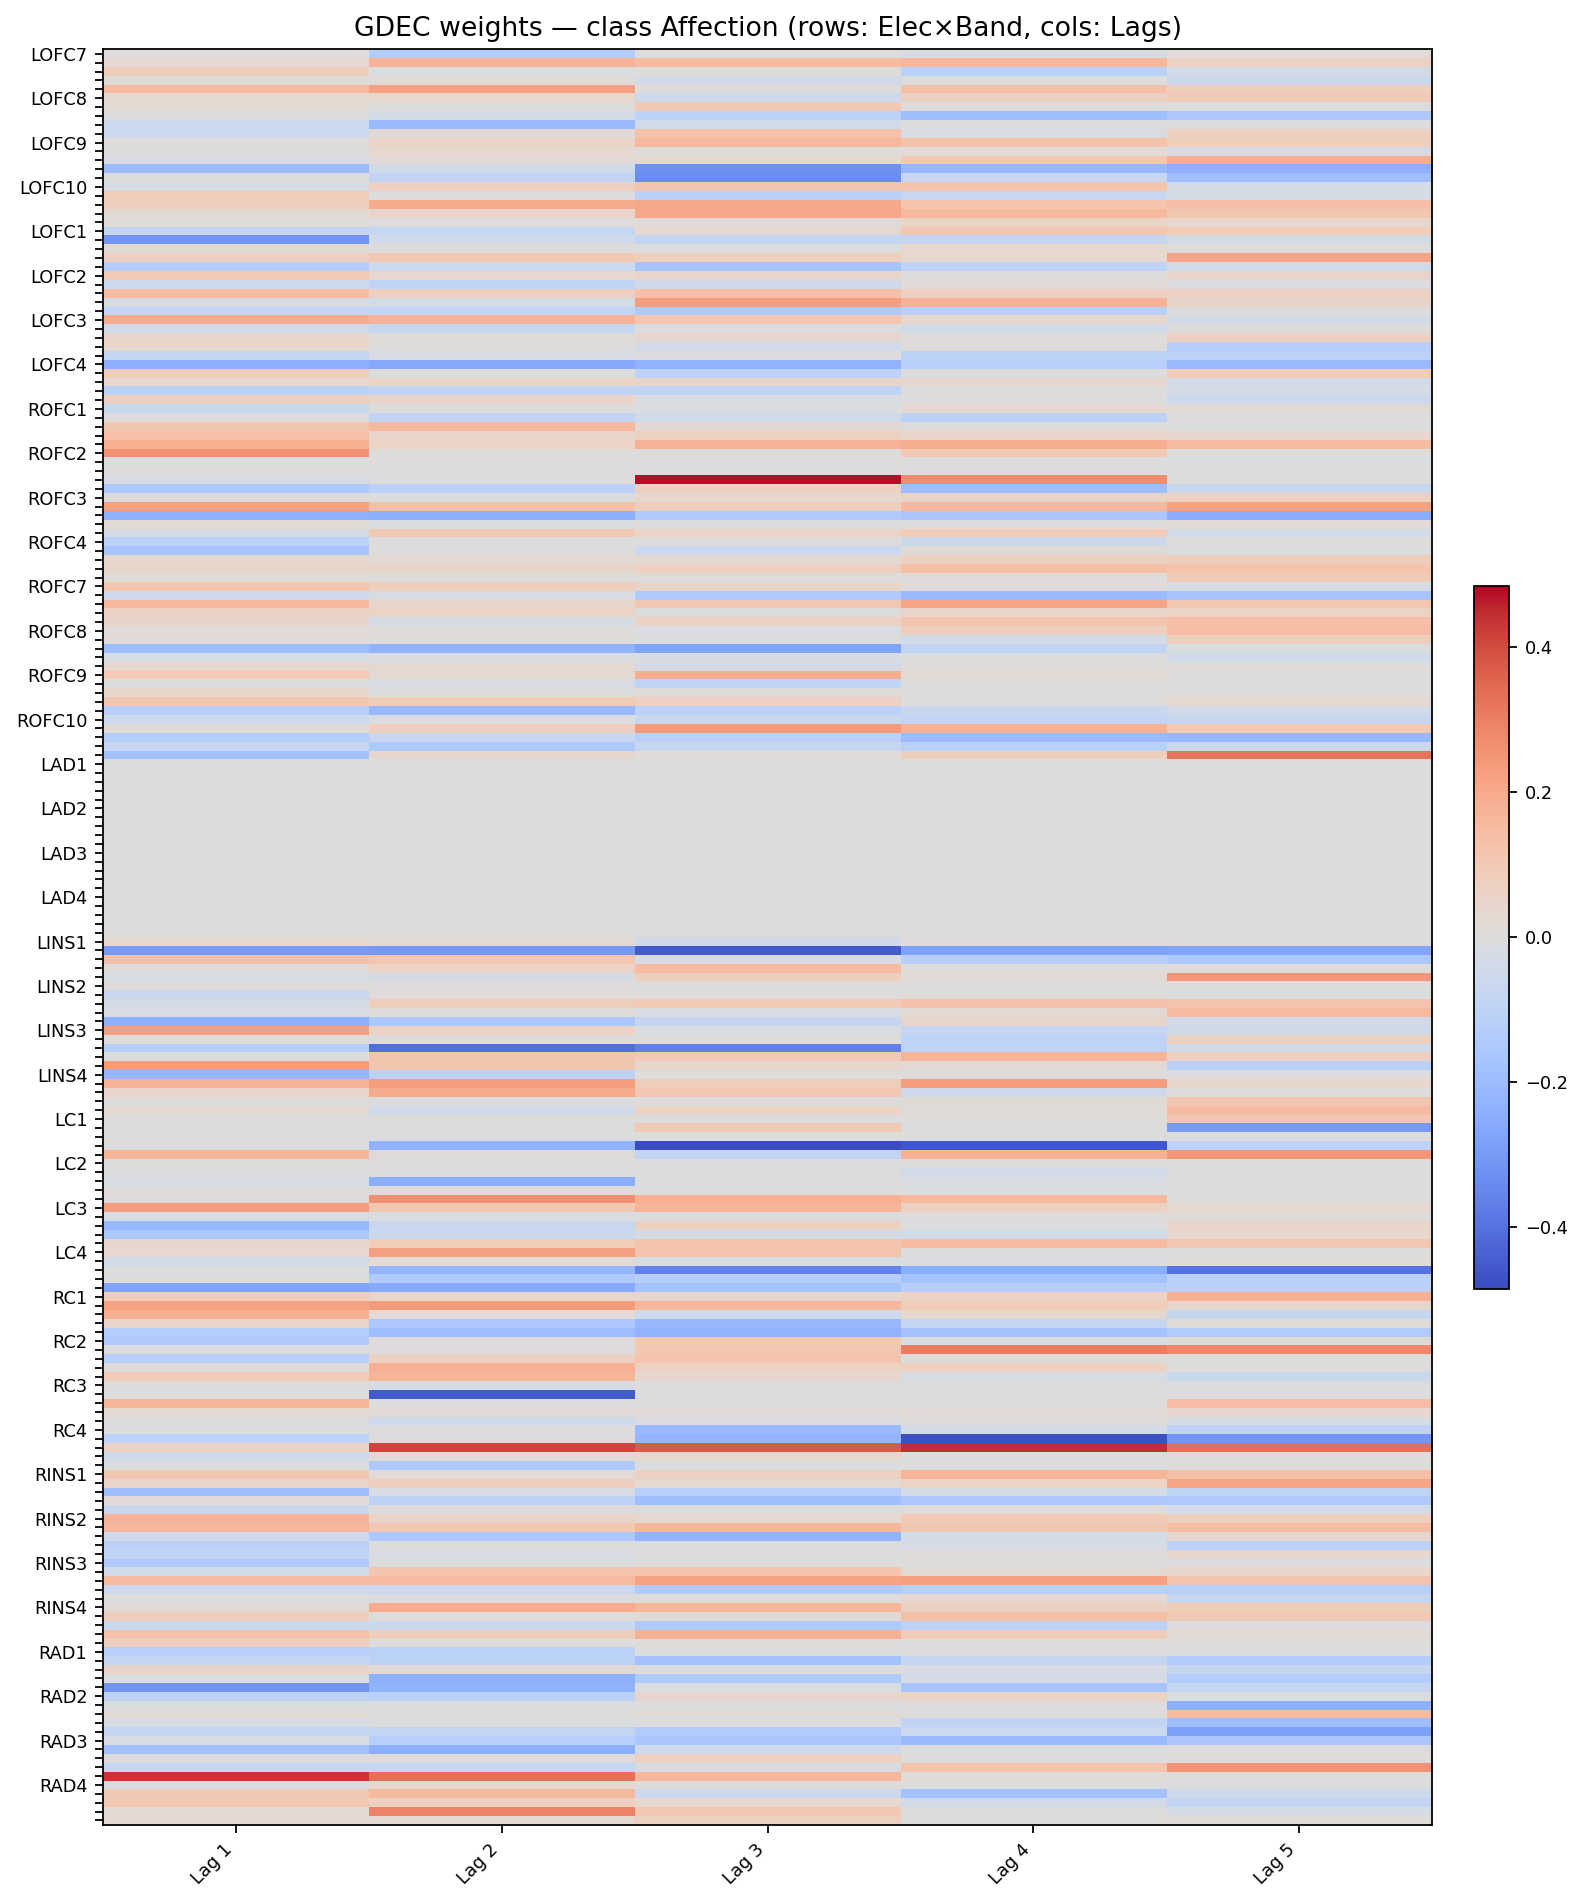 GDEC weights — class Affection (rows: Elec×Band, cols: Lags)
LOFC7
LOFC8
LOFC9
LOFC10
LOFC1
LOFC2
LOFC3
LOFC4
ROFC1
ROFC2
ROFC3
ROFC4
ROFC7
ROFC8
ROFC9
ROFC10
LAD1
LAD2
LAD3
LAD4
LINS1
LINS2
LINS3
LINS4
LC1
LC2
LC3
LC4
RC1
RC2
RC3
RC4
RINS1
RINS2
RINS3
RINS4
RAD1
RAD2
RAD3
RAD4
Lag 1
Lag 2
Lag 3
Lag 4
Lag 5
0.4
0.2
0.0
−0.2
−0.4